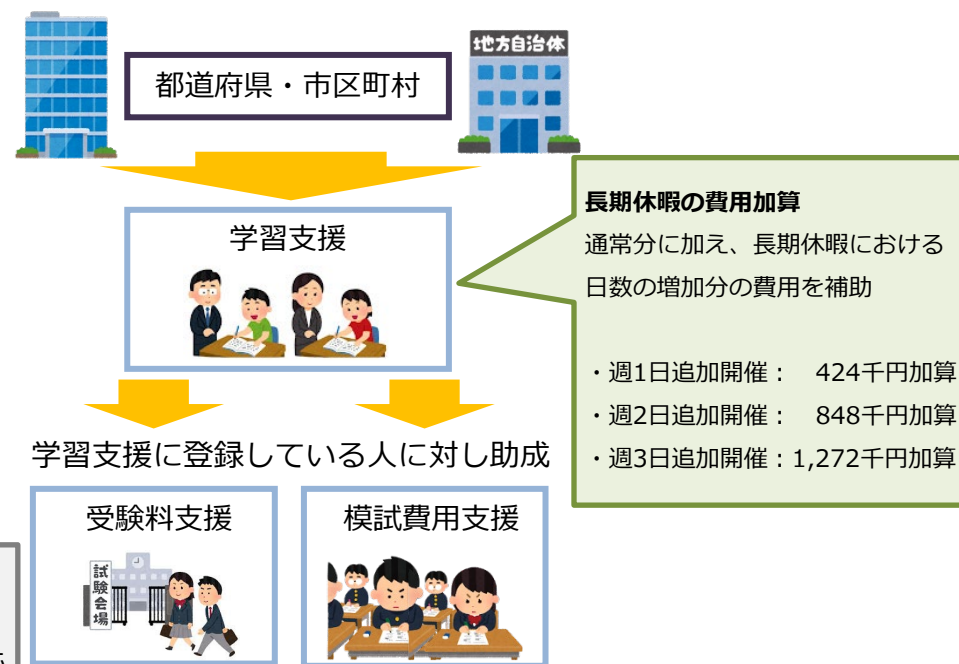 地方自治体
都道府県・市区町村
学習支援
長期休暇の費用加算
通常分に加え、長期休暇における
日数の増加分の費用を補助
・週1日追加開催： 424千円加算
・週2日追加開催： 848千円加算
・週3日追加開催：1,272千円加算
学習支援に登録している人に対し助成
受験料支援
模試費用支援
試験会場